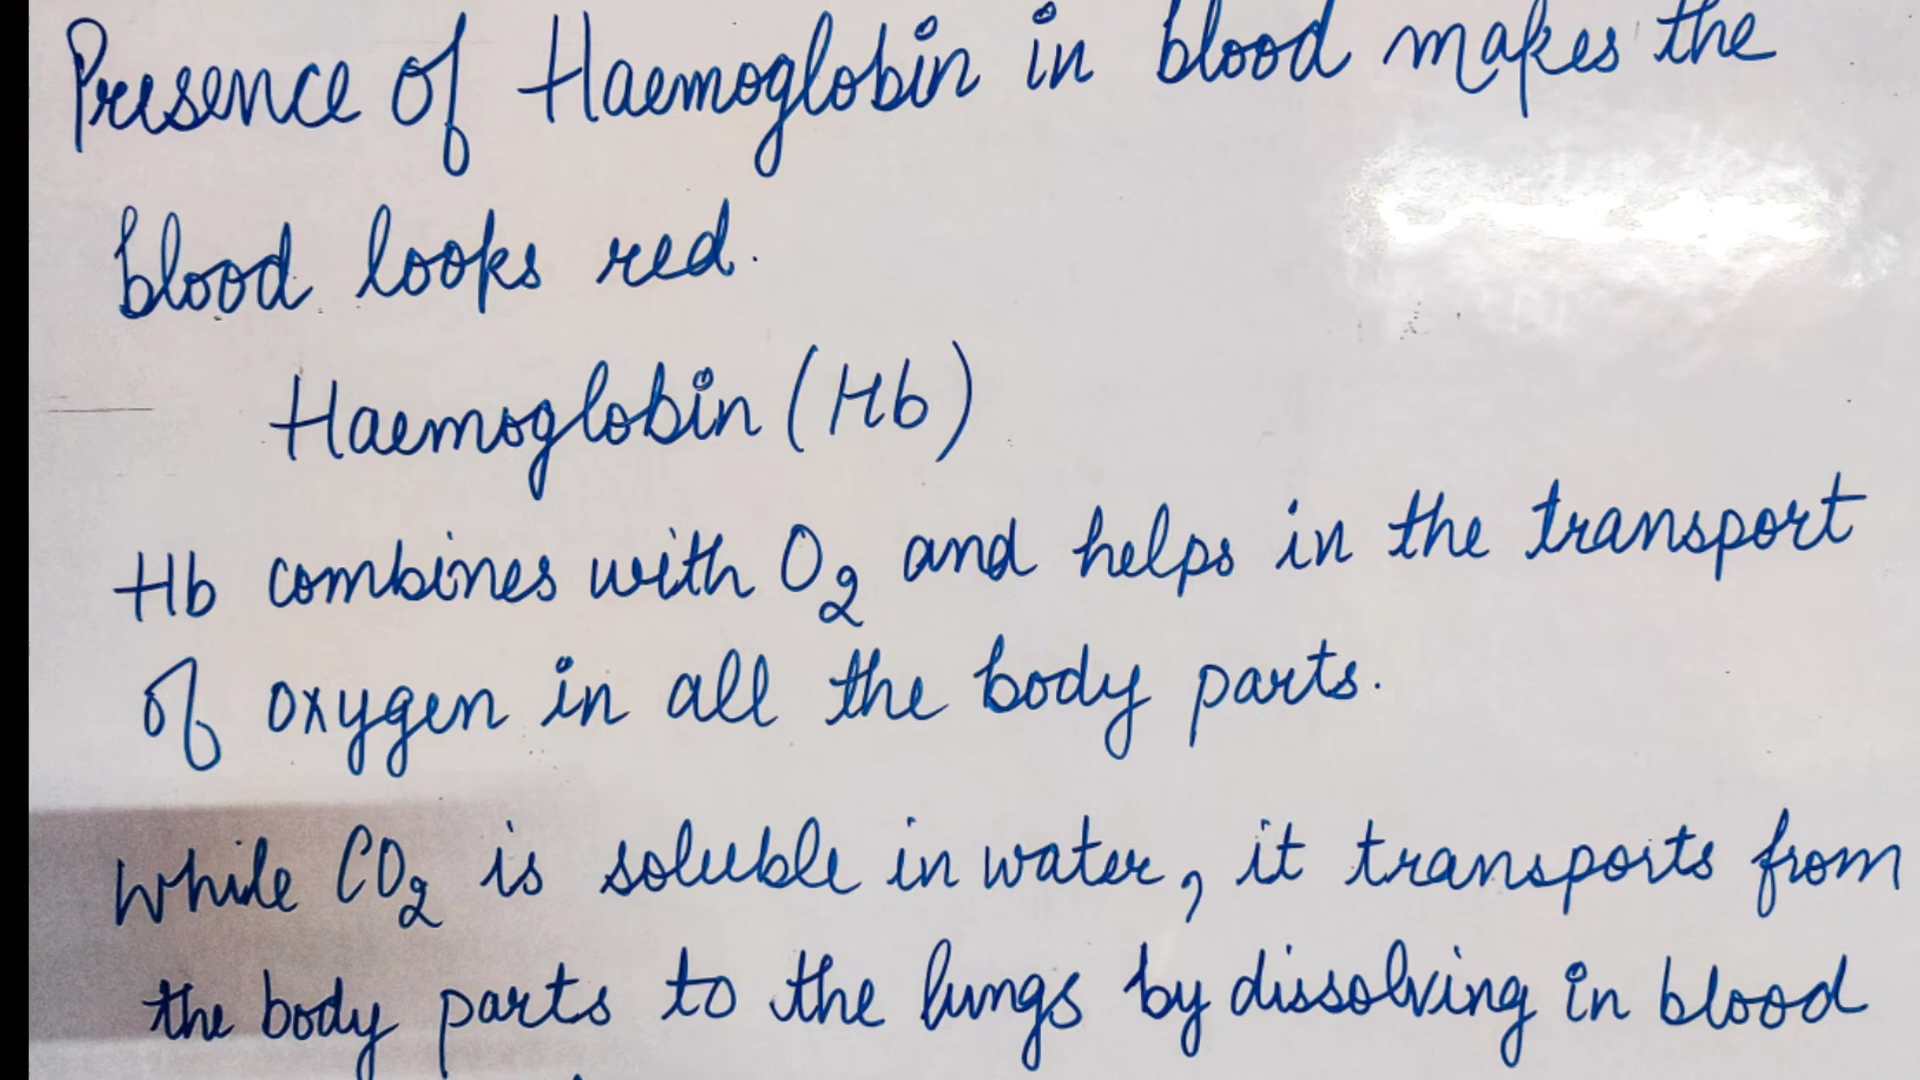 Presence of Haemoglobin in blood makes the
blood looks red.
Haemoglobin (Hb)
Hb combines with O₂ and helps in the transport
of oxygen in all the body parts.
While CO₂ is soluble in water, it transports from
the body parts to the lungs by dissolving in blood